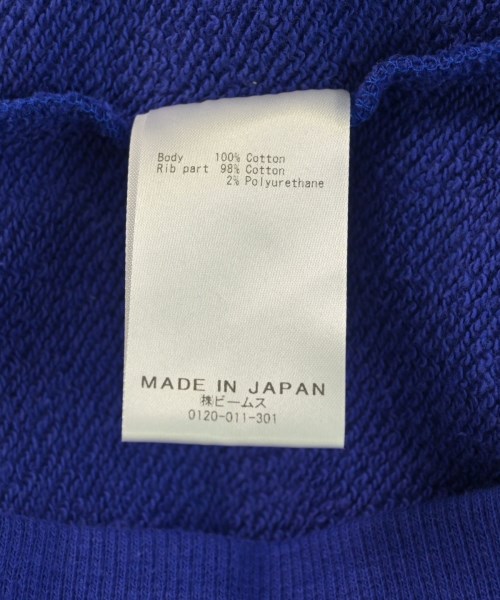 Body 100% Cotton
Rib part 98% Cotton
2% Polyurethane
MADE IN JAPAN
㈱ビームス
0120-011-301